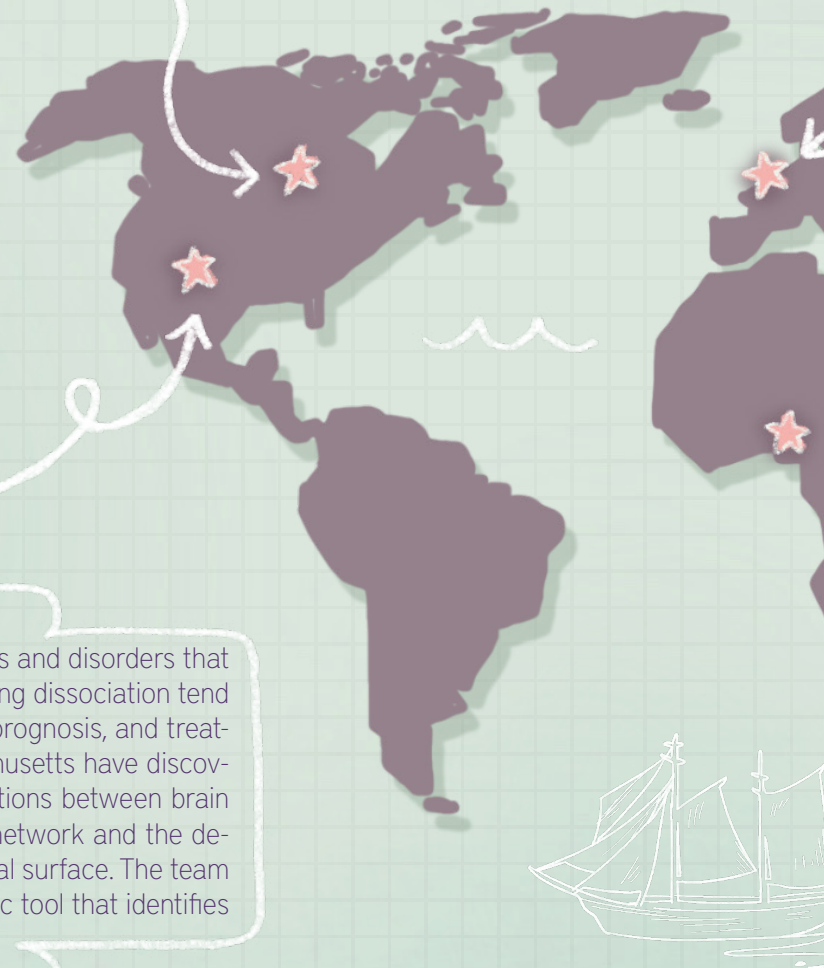 s and disorders that
ng dissociation tend
prognosis, and treat-
husetts have discov-
tions between brain
network and the de-
al surface. The team
c tool that identifies